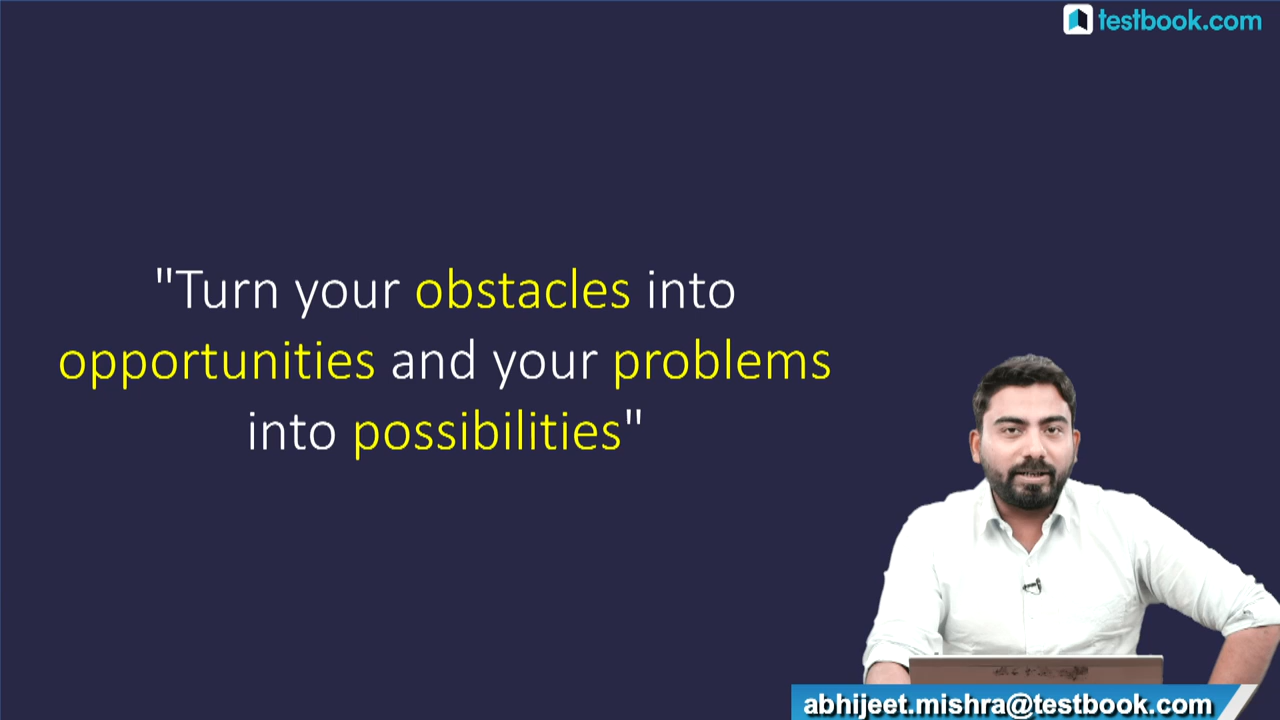 testbook.com
"Turn your obstacles into
opportunities and your problems
into possibilities"
abhijeet.mishra@testbook.com